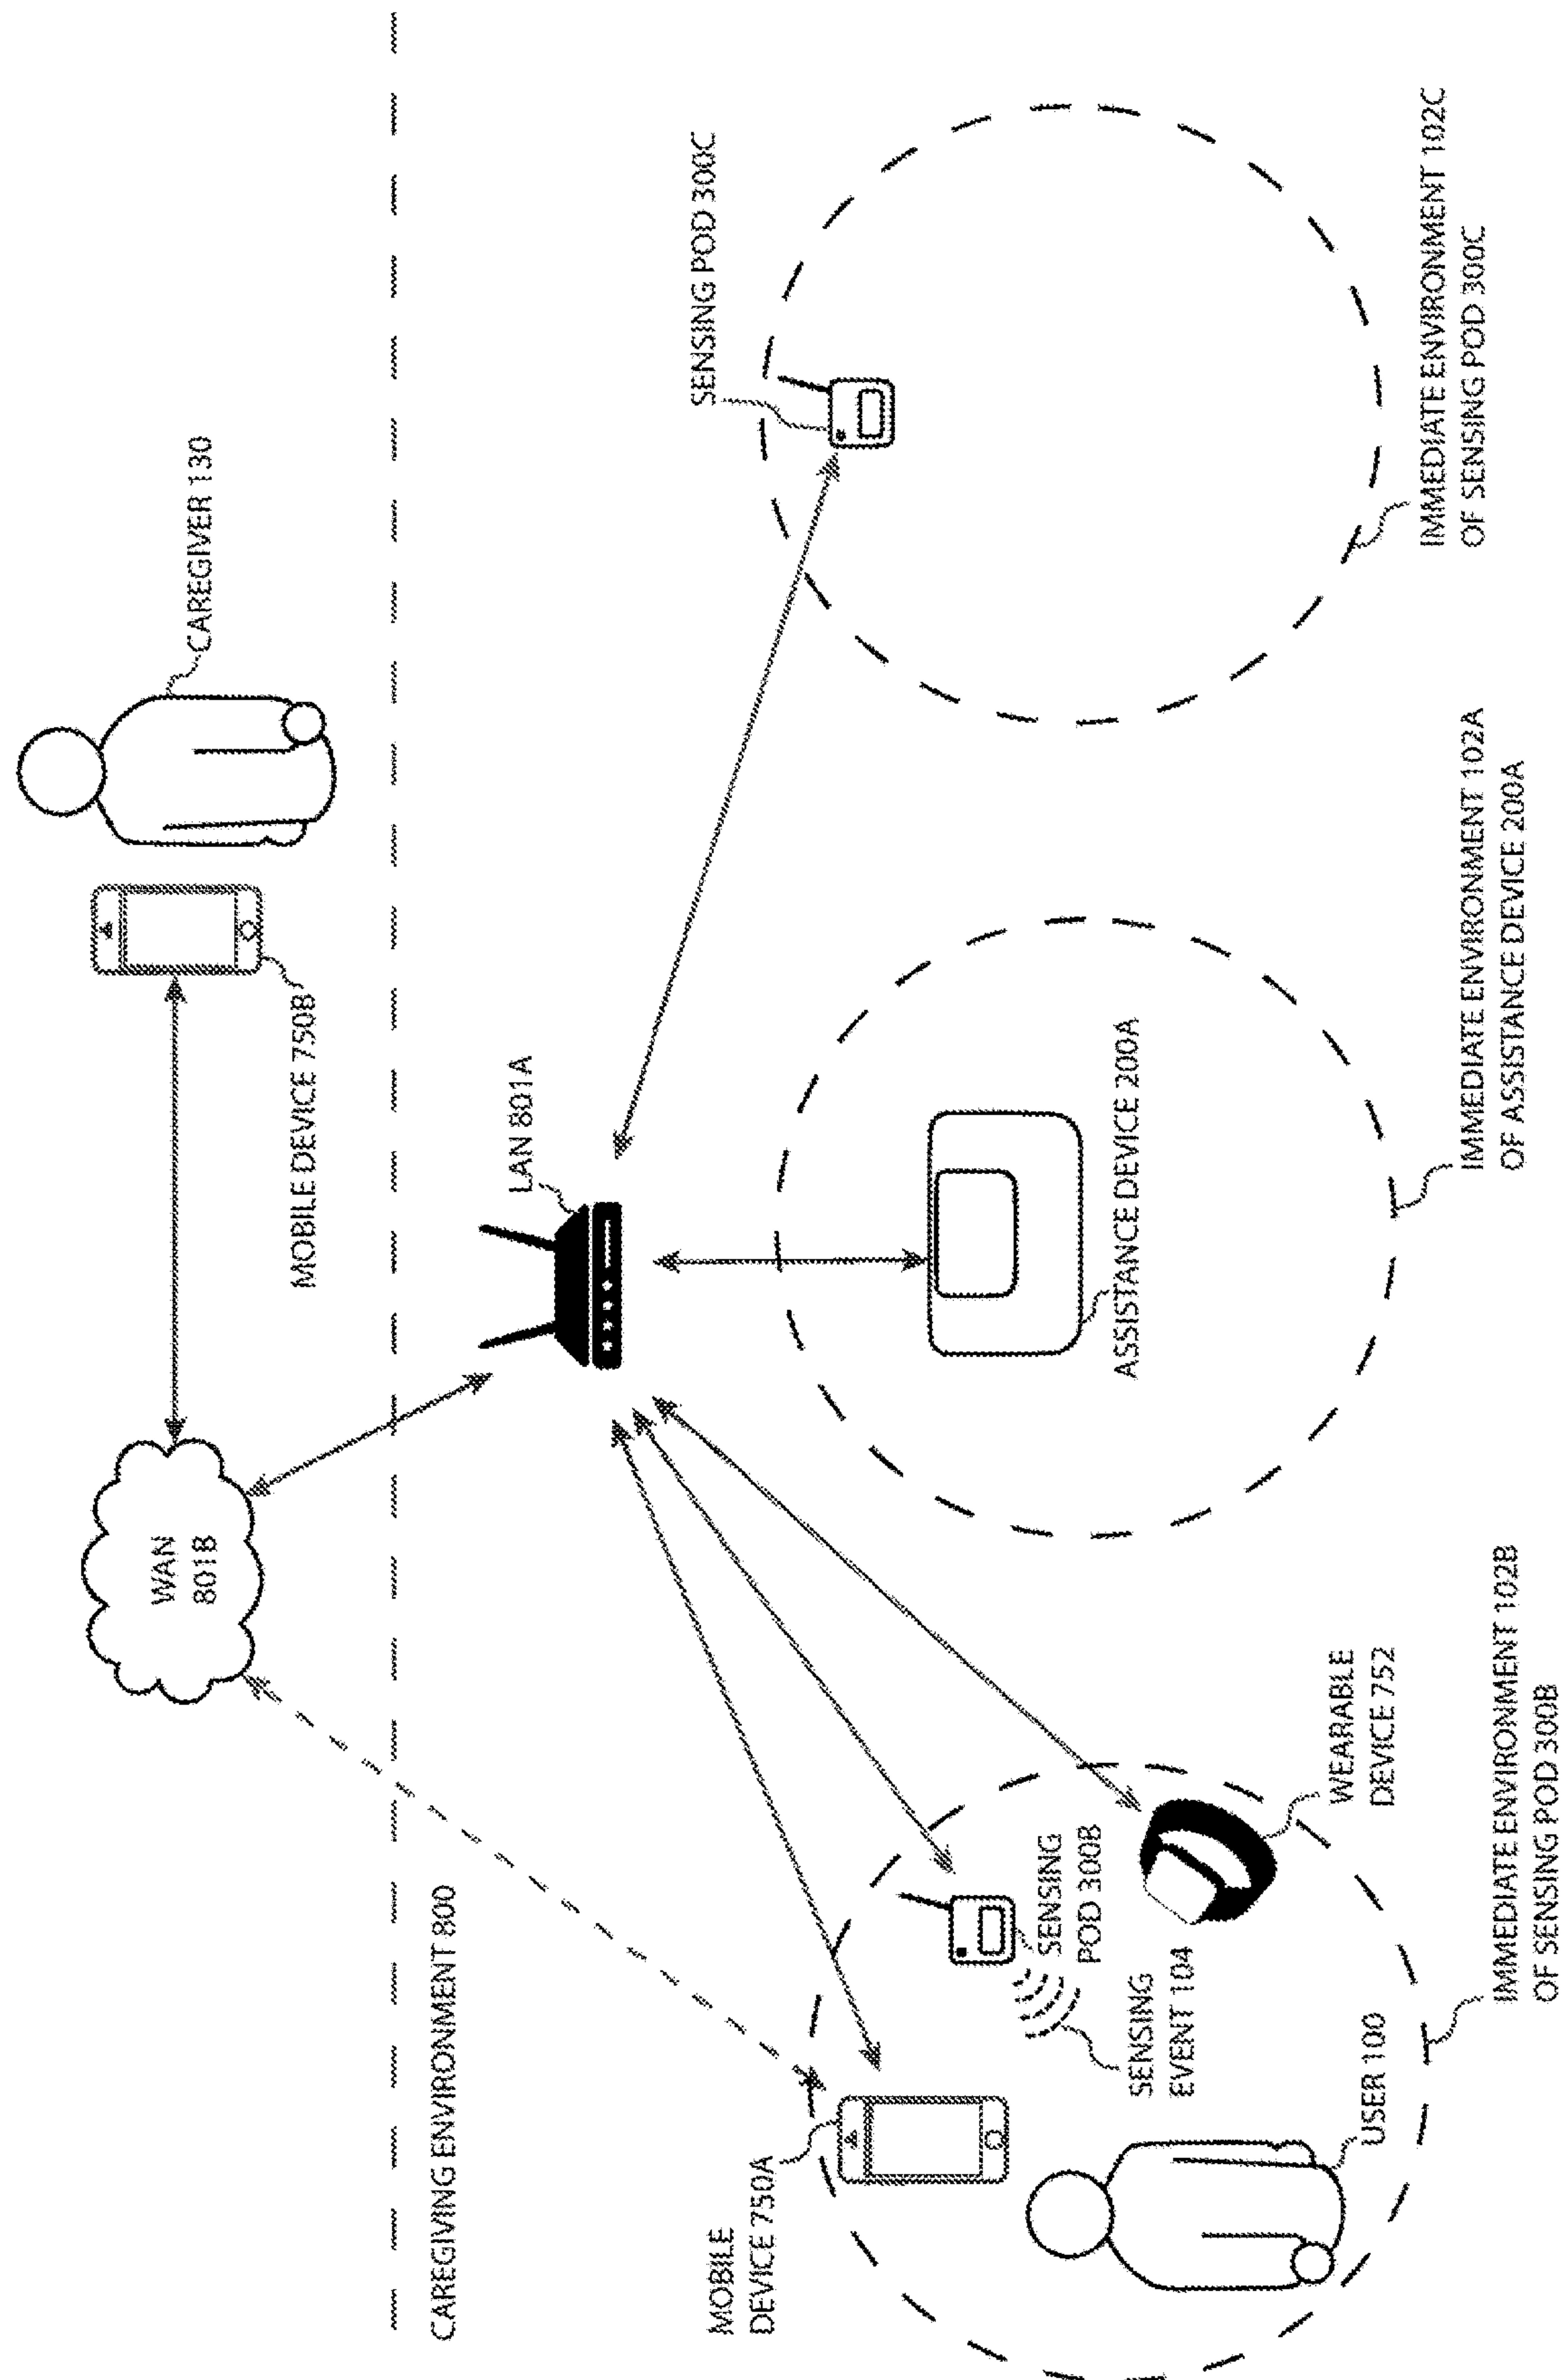 WAN
801B
MOBILE DEVICE 750B
CAREGIVER 130
CAREGIVING ENVIRONMENT 800
LAN 801A
SENSING POD 300C
MOBILE
DEVICE 750A
SENSING
POD 300B
SENSING
EVENT 104
USER 100
WEARABLE
DEVICE 752
ASSISTANCE DEVICE 200A
IMMEDIATE ENVIRONMENT 102B
OF SENSING POD 300B
IMMEDIATE ENVIRONMENT 102A
OF ASSISTANCE DEVICE 200A
IMMEDIATE ENVIRONMENT 102C
OF SENSING POD 300C